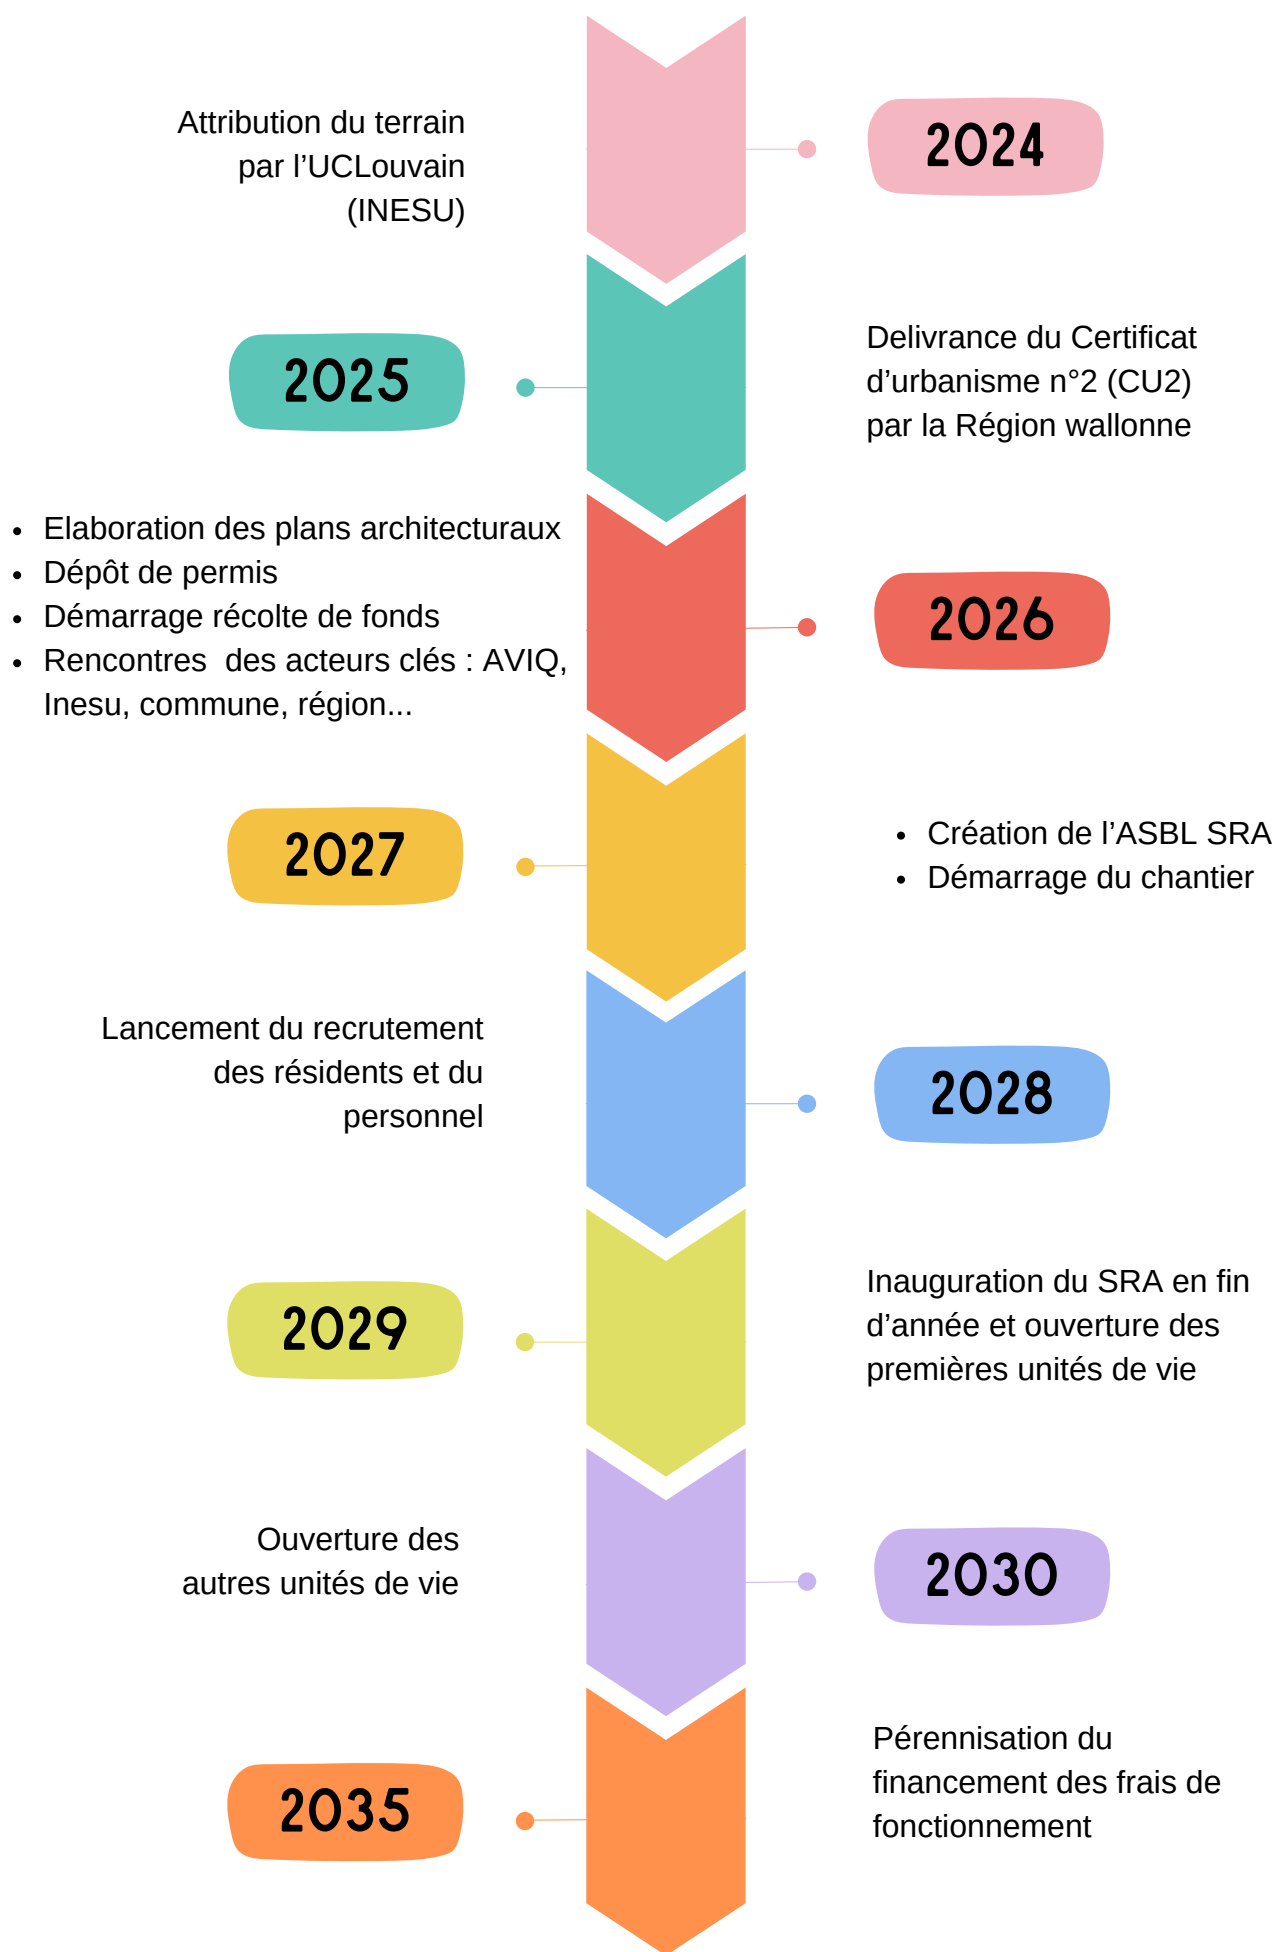 Attribution du terrain
par l’UCLouvain
(INESU)
2024
2025
Delivrance du Certificat
d’urbanisme n°2 (CU2)
par la Région wallonne
• Elaboration des plans architecturaux
• Dépôt de permis
• Démarrage récolte de fonds
• Rencontres  des acteurs clés : AVIQ,
Inesu, commune, région...
2026
2027
• Création de l’ASBL SRA
• Démarrage du chantier
Lancement du recrutement
des résidents et du
personnel
2028
2029
Inauguration du SRA en fin
d’année et ouverture des
premières unités de vie
Ouverture des
autres unités de vie
2030
2035
Pérennisation du
financement des frais de
fonctionnement